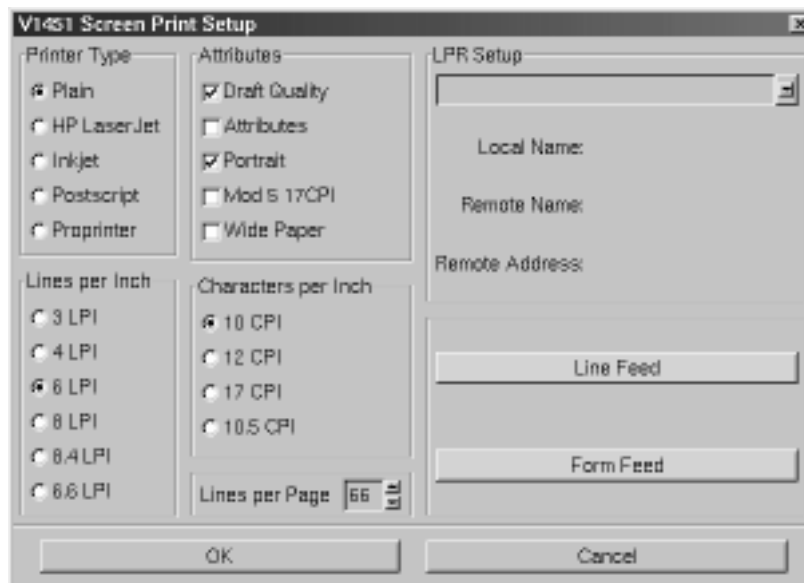 V1451 Screen Print Setup
Printer Type
Plain
HP LaserJet
Inkjet
Postscript
Proprinter
Attributes
Draft Quality
Attributes
Portrait
Mod 5 17CPI
Wide Paper
LPR Setup
Local Name:
Remote Name:
Remote Address:
Lines per Inch
3 LPI
4 LPI
6 LPI
8 LPI
8.4 LPI
6.6 LPI
Characters per Inch
10 CPI
12 CPI
17 CPI
10.5 CPI
Lines per Page 66
Line Feed
Form Feed
OK
Cancel